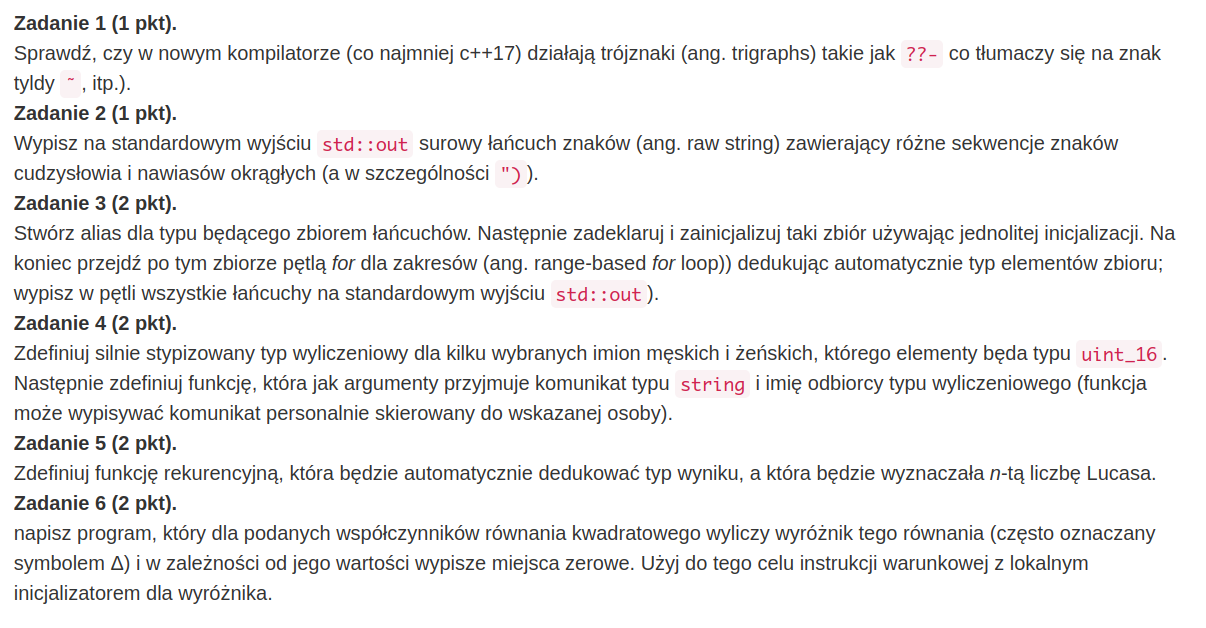 Zadanie 1 (1 pkt).
Sprawdź, czy w nowym kompilatorze (co najmniej c++17) działają trójznaki (ang. trigraphs) takie jak ??- co tłumaczy się na znak
tyldy ~, itp.).
Zadanie 2 (1 pkt).
Wypisz na standardowym wyjściu std::out surowy łańcuch znaków (ang. raw string) zawierający różne sekwencje znaków
cudzysłowia i nawiasów okrągłych (a w szczególności ")).
Zadanie 3 (2 pkt).
Stwórz alias dla typu będącego zbiorem łańcuchów. Następnie zadeklaruj i zainicjalizuj taki zbiór używając jednolitej inicjalizacji. Na
koniec przejdź po tym zbiorze pętlą for dla zakresów (ang. range-based for loop)) dedukując automatycznie typ elementów zbioru;
wypisz w pętli wszystkie łańcuchy na standardowym wyjściu std::out).
Zadanie 4 (2 pkt).
Zdefiniuj silnie stypizowany typ wyliczeniowy dla kilku wybranych imion męskich i żeńskich, którego elementy będa typu uint_16.
Następnie zdefiniuj funkcję, która jak argumenty przyjmuje komunikat typu string i imię odbiorcy typu wyliczeniowego (funkcja
może wypisywać komunikat personalnie skierowany do wskazanej osoby).
Zadanie 5 (2 pkt).
Zdefiniuj funkcję rekurencyjną, która będzie automatycznie dedukować typ wyniku, a która będzie wyznaczała n-tą liczbę Lucasa.
Zadanie 6 (2 pkt).
napisz program, który dla podanych współczynników równania kwadratowego wyliczy wyróżnik tego równania (często oznaczany
symbolem Δ) i w zależności od jego wartości wypisze miejsca zerowe. Użyj do tego celu instrukcji warunkowej z lokalnym
inicjalizatorem dla wyróżnika.